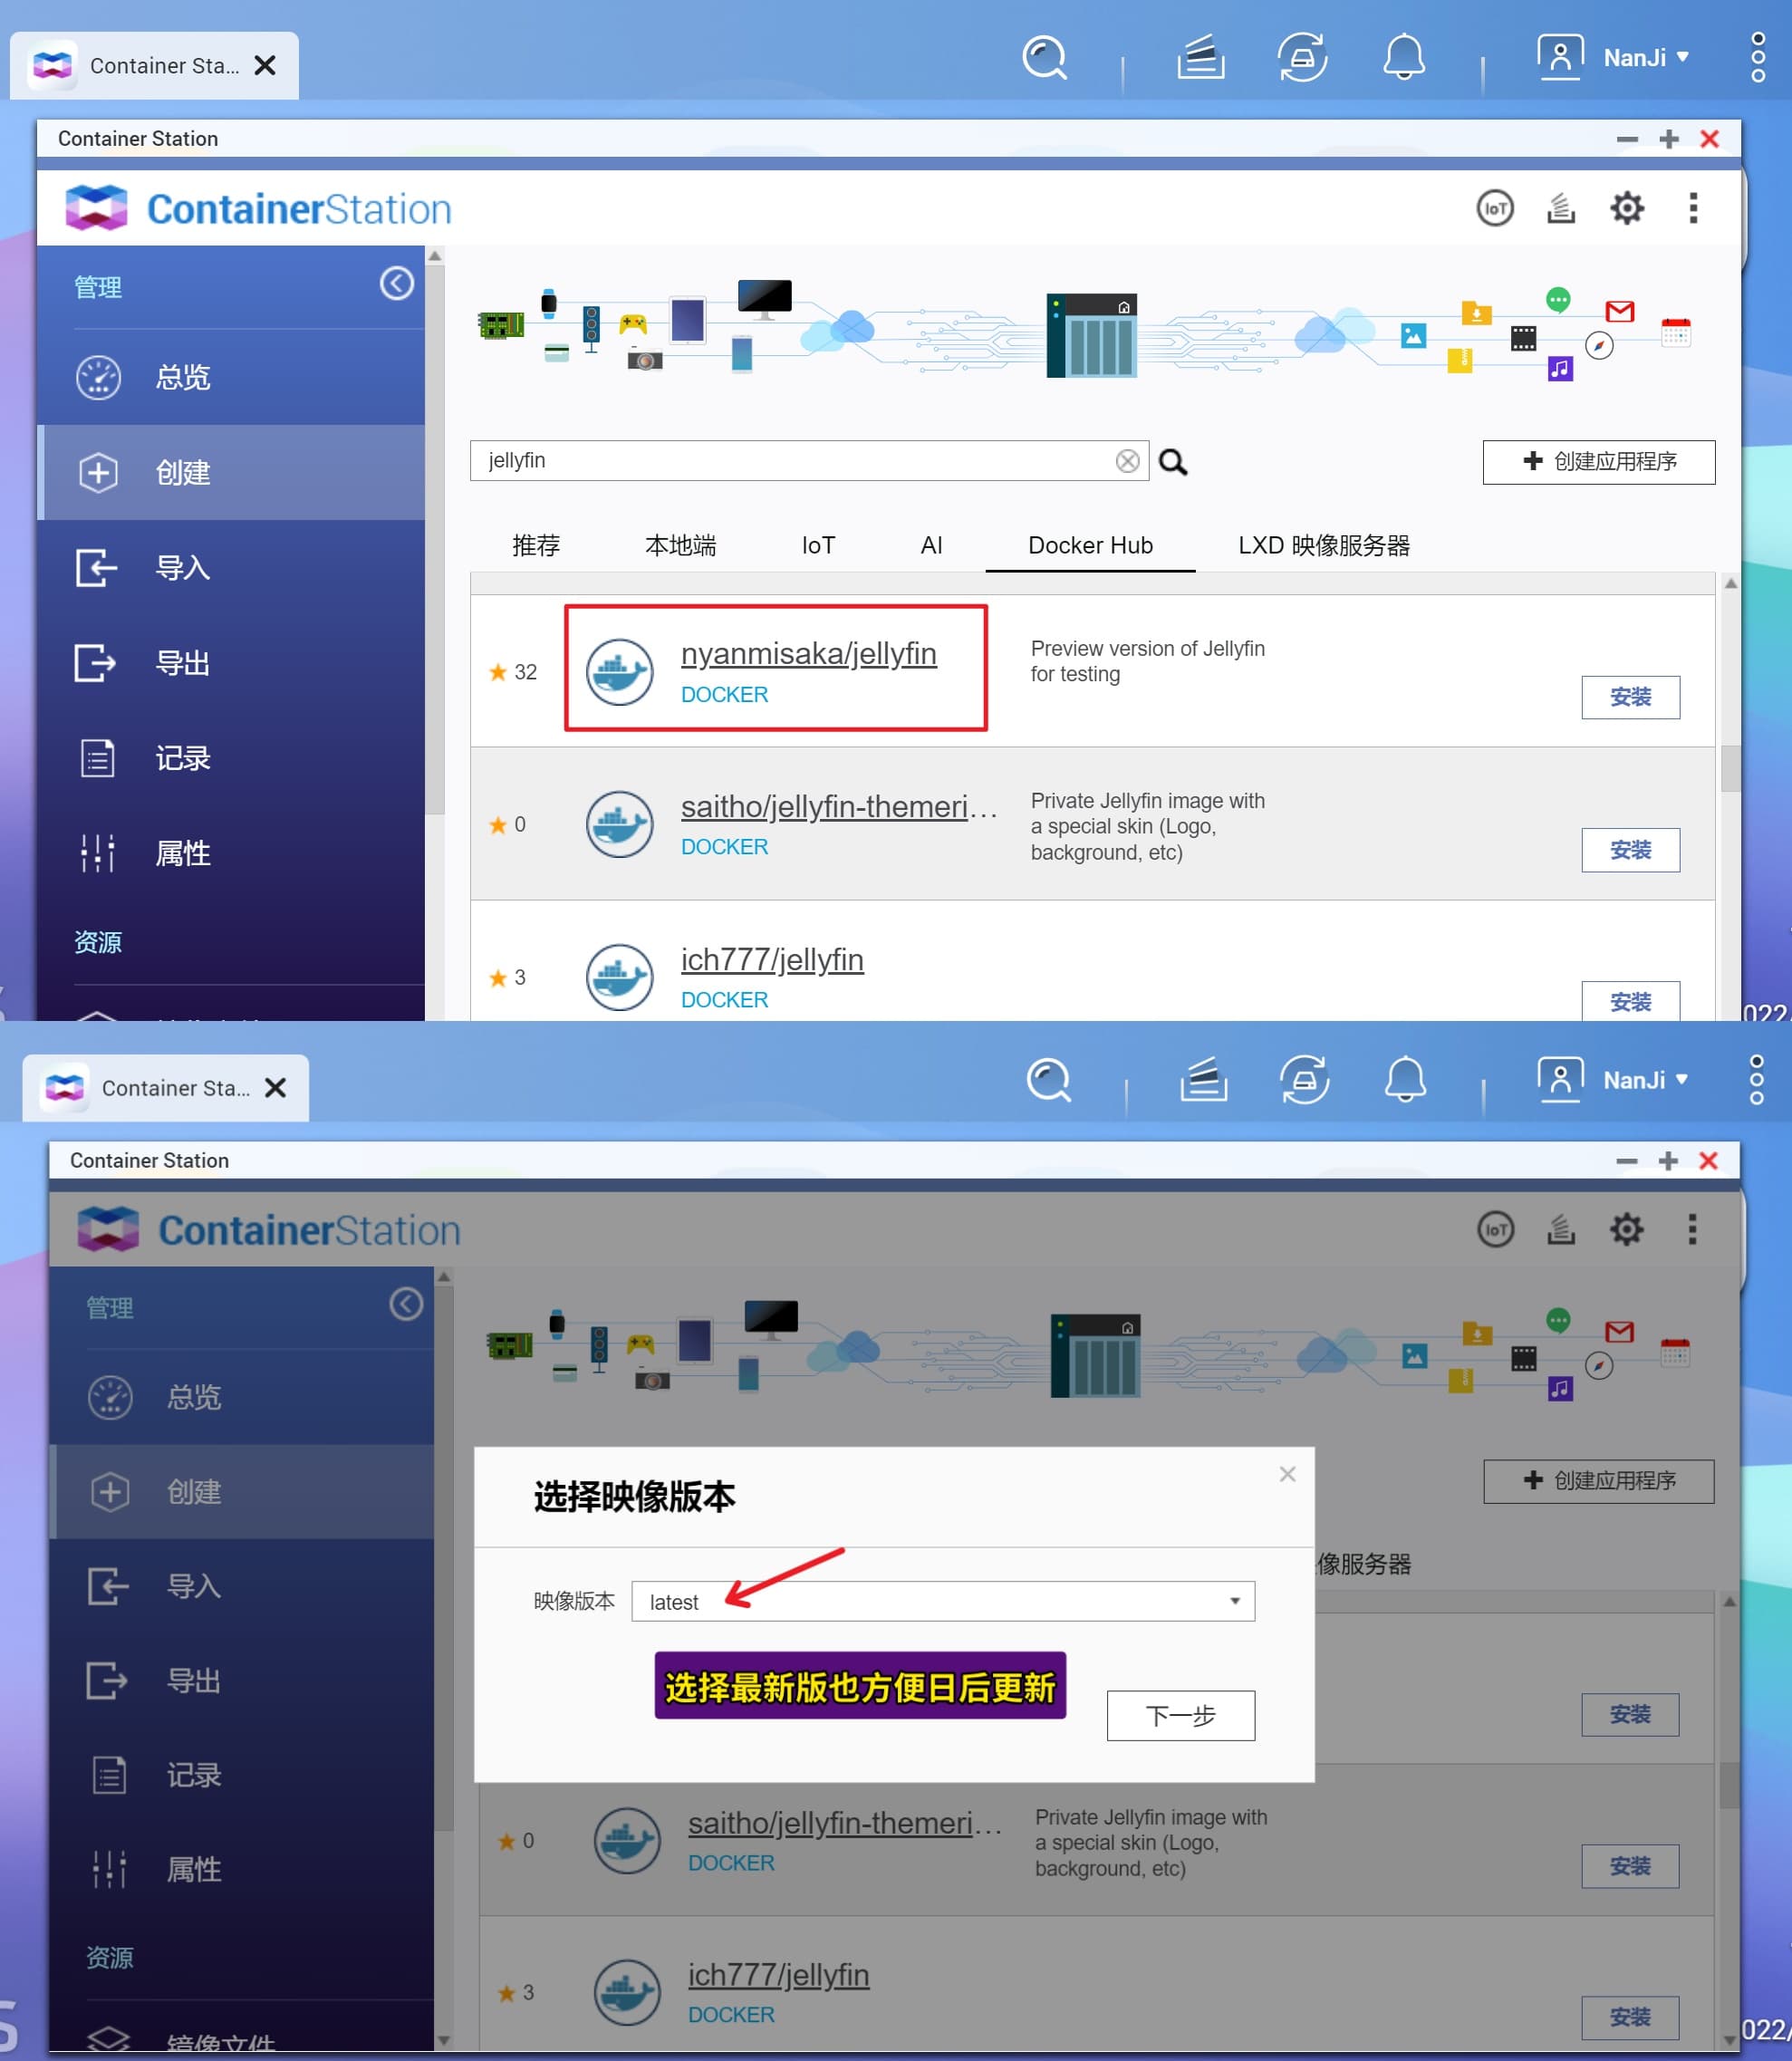 Container Sta...
NanJi
Container Station
ContainerStation
IoT
管理
总览
创建
导入
导出
记录
属性
资源
jellyfin
创建应用程序
推荐 本地端 IoT AI Docker Hub LXD 映像服务器
32
nyanmisaka/jellyfin
DOCKER
Preview version of Jellyfin
for testing
安装
0
saitho/jellyfin-themeri...
DOCKER
Private Jellyfin image with
a special skin (Logo,
background, etc)
安装
3
ich777/jellyfin
DOCKER
安装
022/
Container Sta...
NanJi
Container Station
ContainerStation
IoT
管理
总览
创建
导入
导出
记录
属性
资源
镜像文件
创建应用程序
像服务器
选择映像版本
映像版本 latest
选择最新版也方便日后更新
下一步
安装
0
saitho/jellyfin-themeri...
DOCKER
Private Jellyfin image with
a special skin (Logo,
background, etc)
安装
3
ich777/jellyfin
DOCKER
安装
S
022/